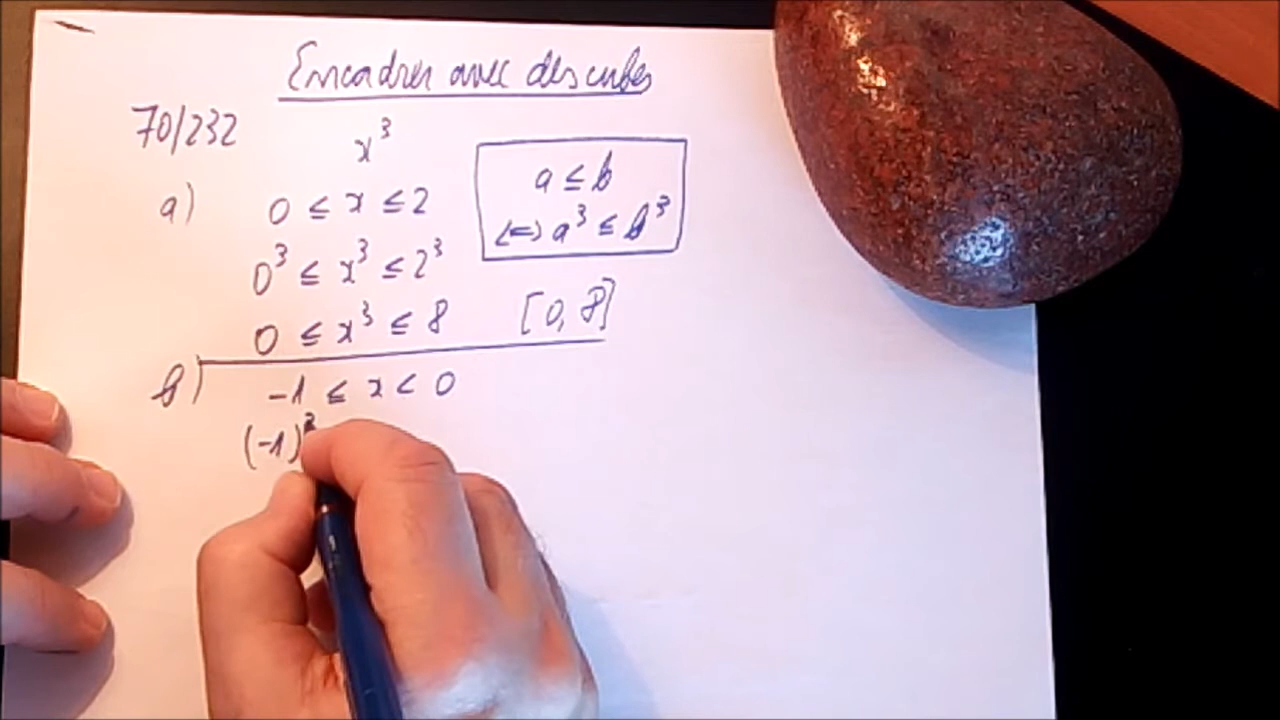 Encadrer avec des cubes
70/232
x³
a) 0 ≤ x ≤ 2
a ≤ b
⇔ a³ ≤ b³
0³ ≤ x³ ≤ 2³
0 ≤ x³ ≤ 8 [0, 8]
b) -1 ≤ x < 0
(-1)³